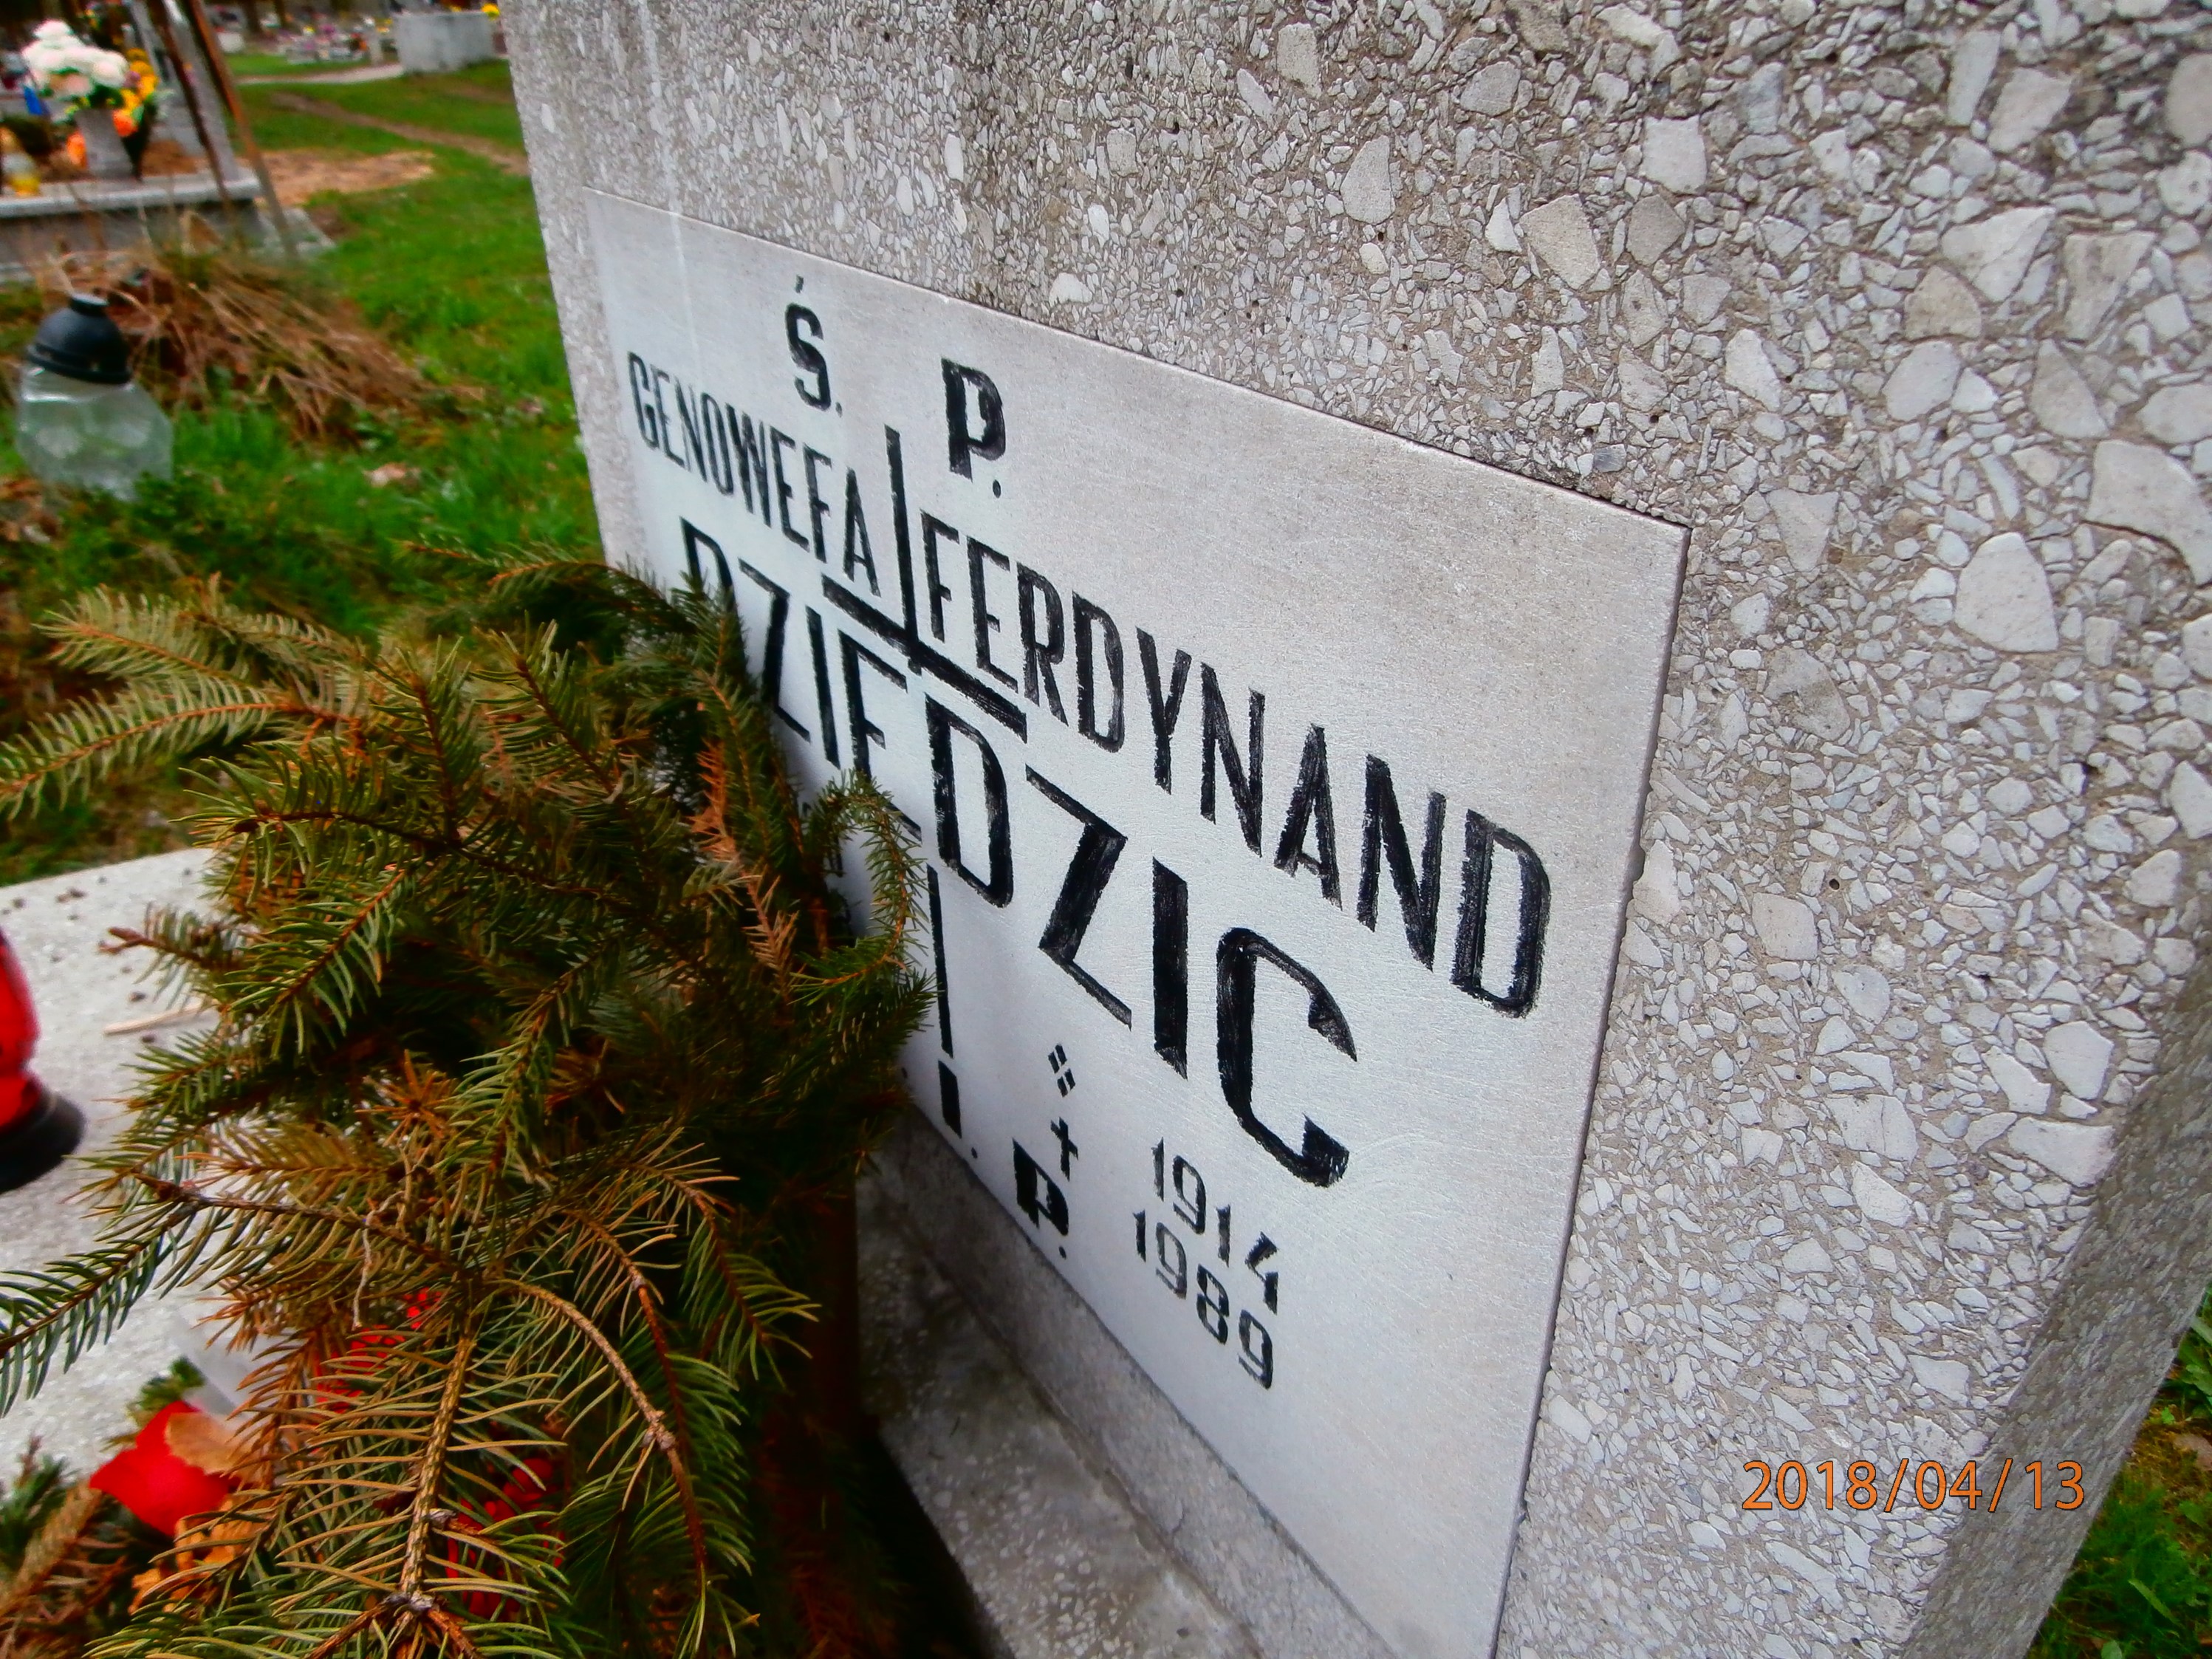 Ś. P.
GENOWEFA FERDYNAND
DZIEDZIC
1914
1989
P.
2018/04/13